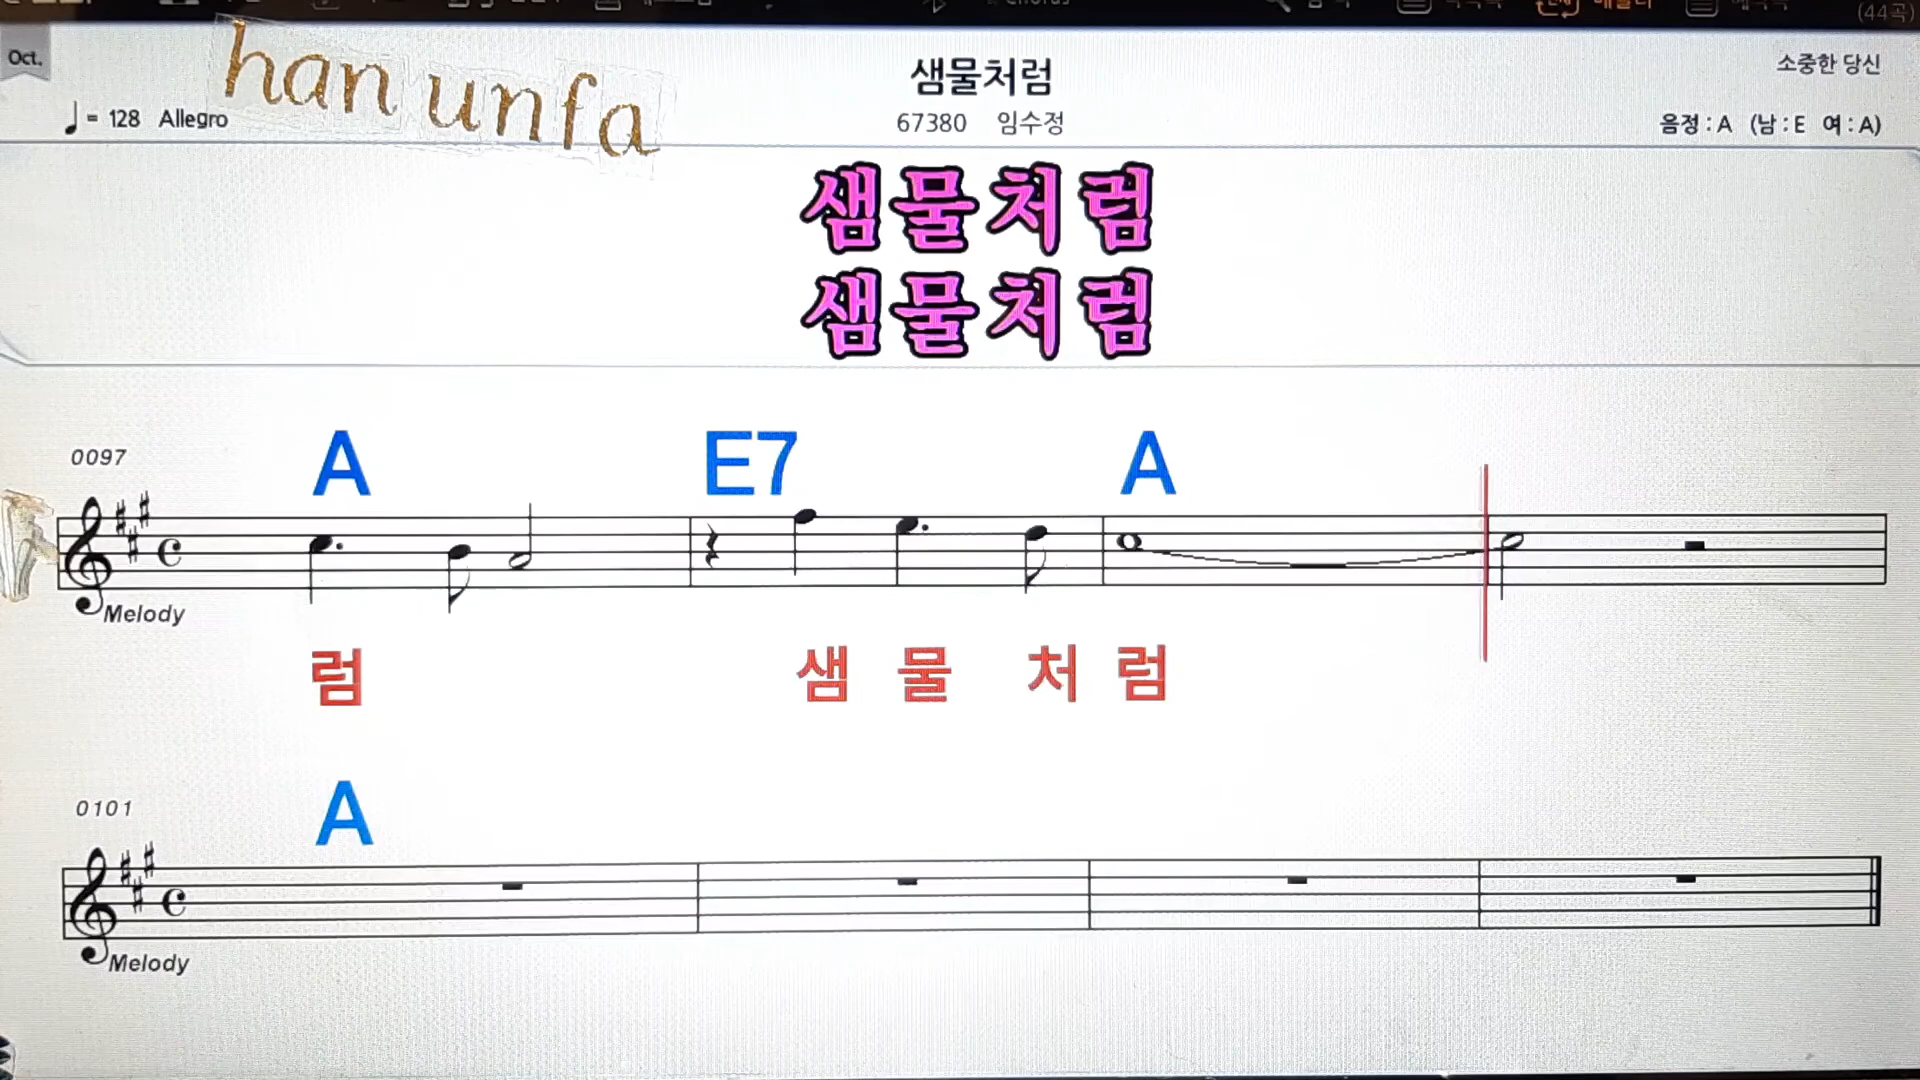 Oct.
han unfa
샘물처럼
소중한 당신
♩= 128 Allegro
67380 임수정
음정 : A (남 : E 여 : A)
샘물처럼
샘물처럼
0097
A E7 A
Melody
럼 샘 물 처 럼
0101
A
Melody